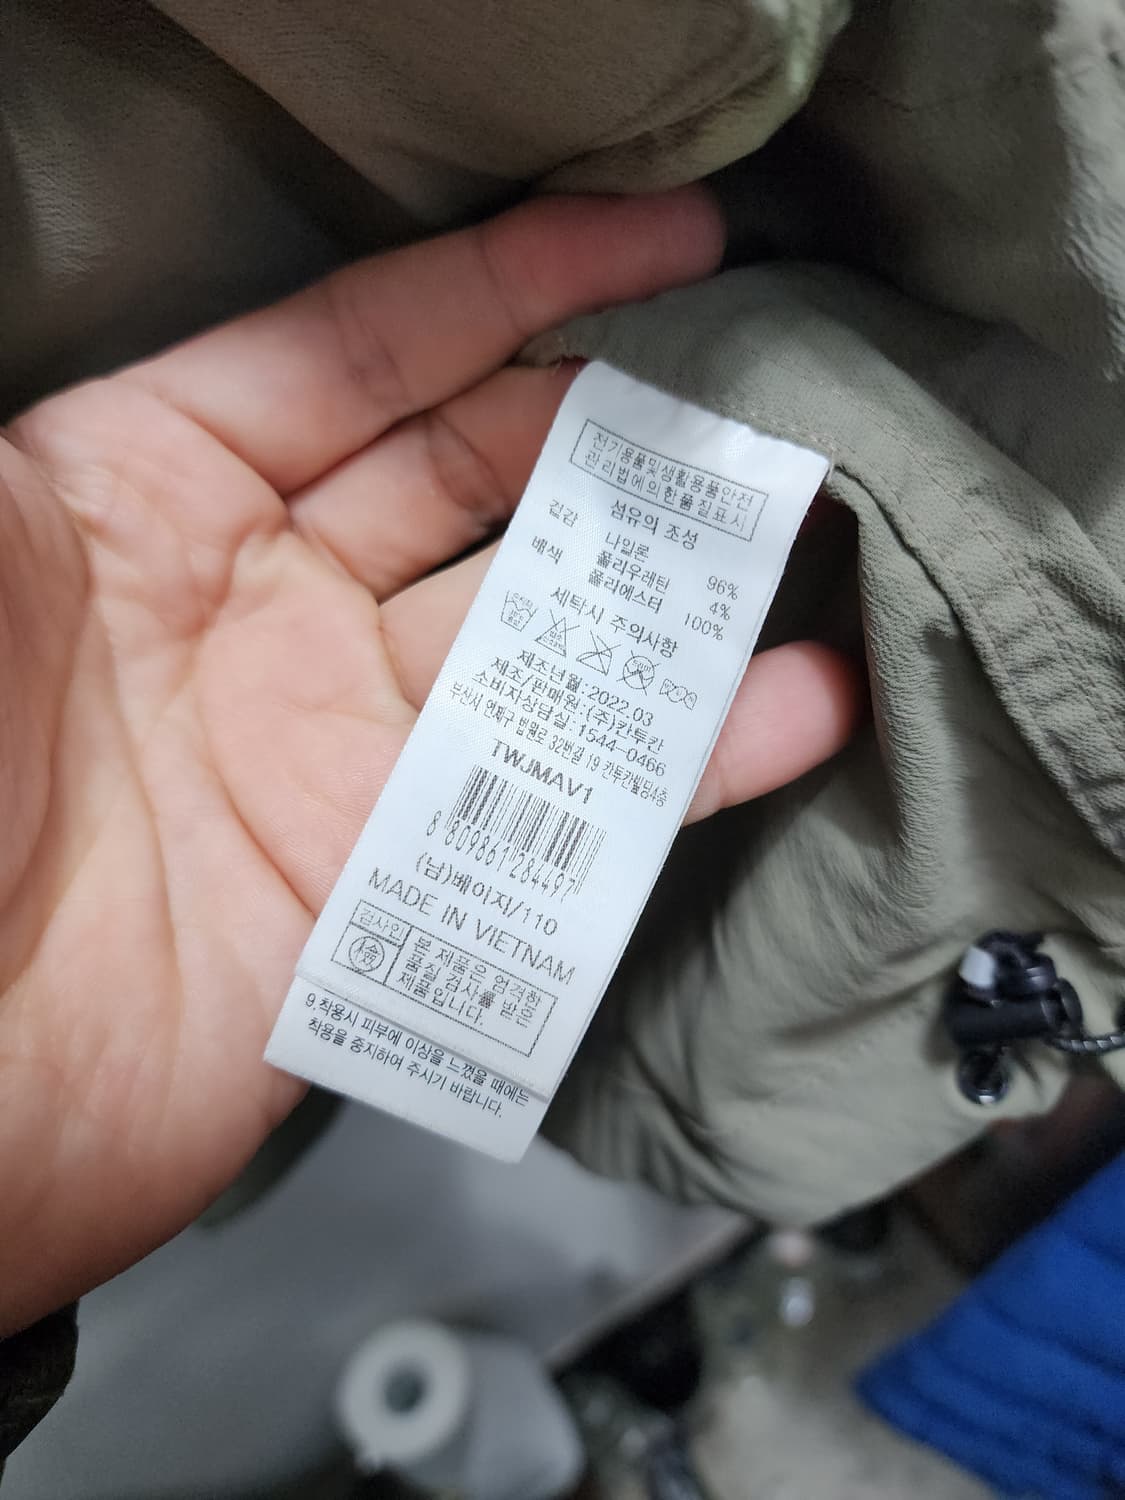 전기용품및생활용품안전
관리법에의한품질표시
섬유의 조성
겉감 나일론 96%
폴리우레탄 4%
배색 폴리에스터 100%
세탁시 주의사항
제조년월:2022.03
제조/판매원:(주)칸투칸
소비자상담실:1544-0466
부산시 연제구 법원로 32번길 19 칸투칸빌딩4층
TWJMAV1
8 809861 284497
(남)베이지/110
MADE IN VIETNAM
검사인
檢
본 제품은 엄격한
품질 검사를 받은
제품입니다.
9.착용시 피부에 이상을 느꼈을 때에는
착용을 중지하여 주시기 바랍니다.